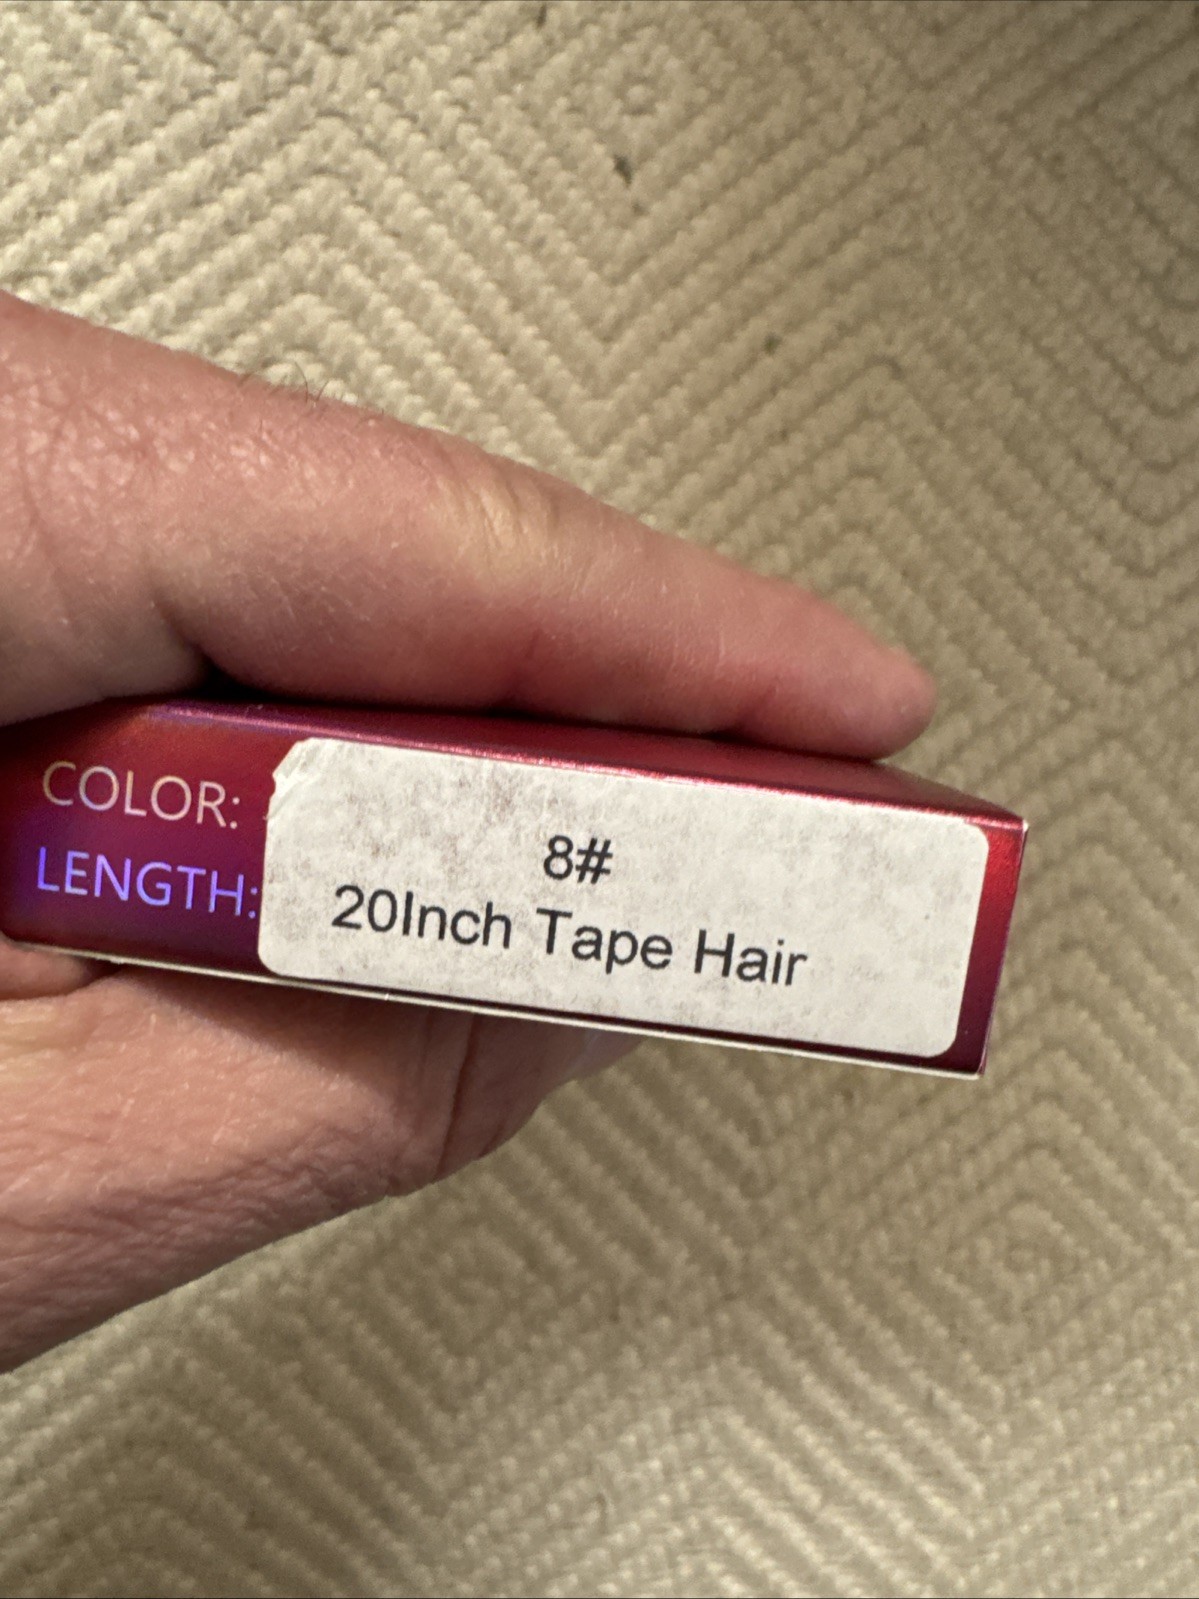 COLOR: 8#
LENGTH: 20Inch Tape Hair